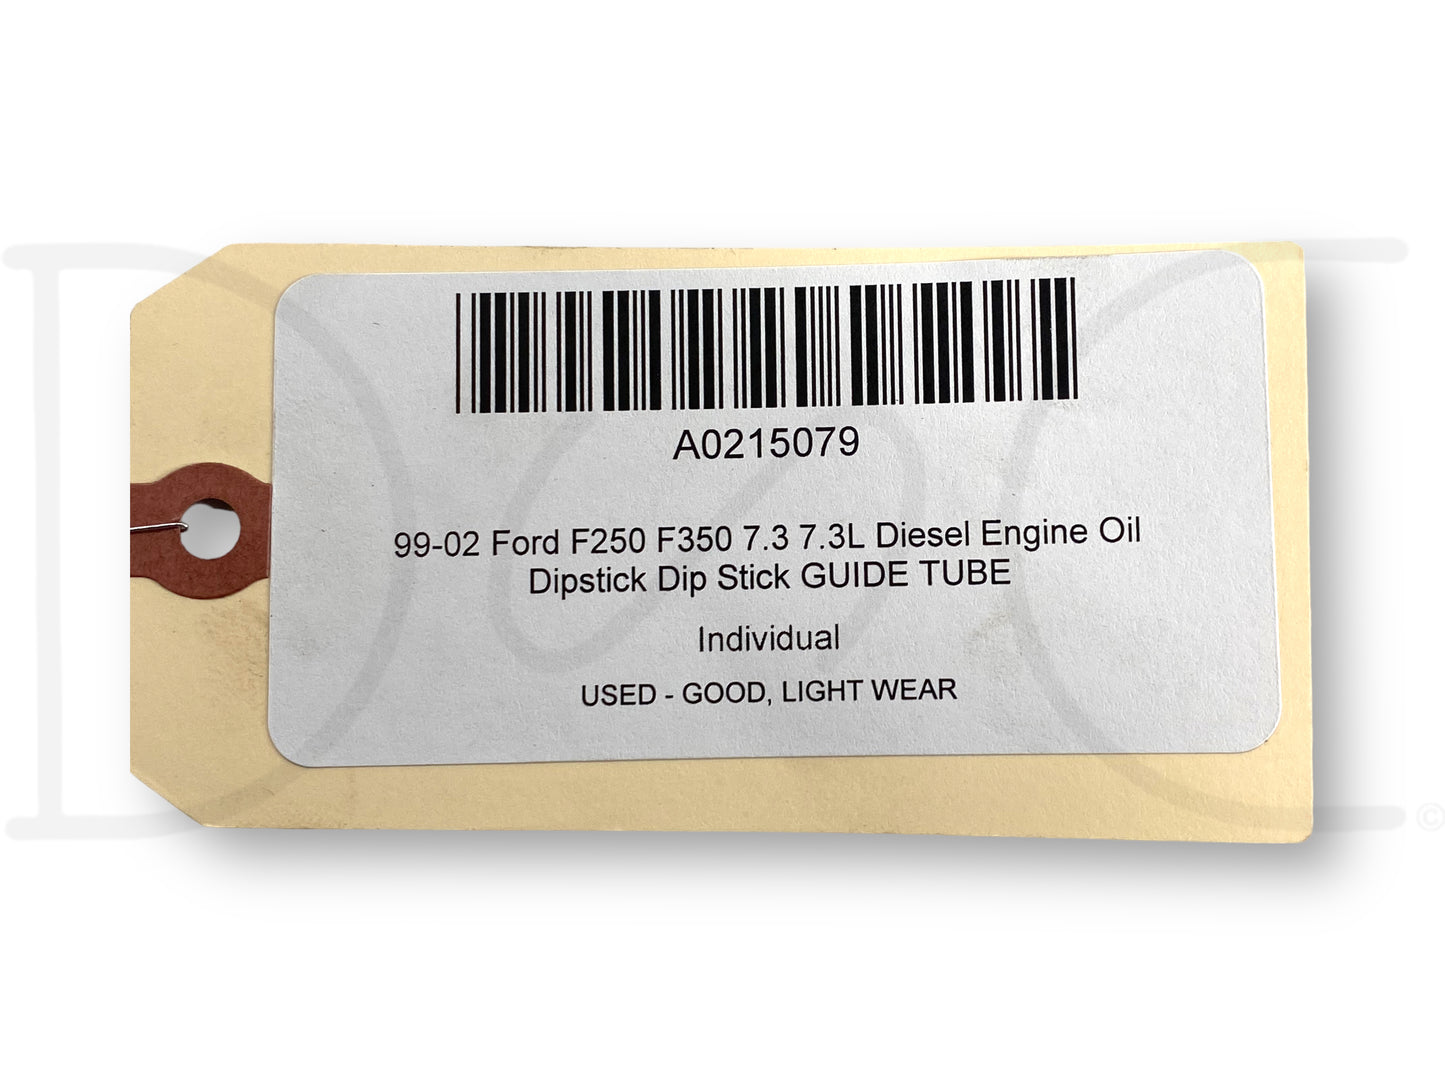 A0215079
99-02 Ford F250 F350 7.3 7.3L Diesel Engine Oil
Dipstick Dip Stick GUIDE TUBE
Individual
USED - GOOD, LIGHT WEAR
©